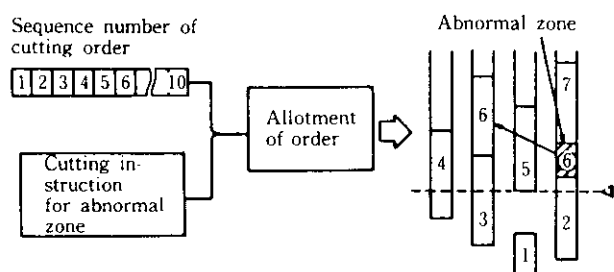 Sequence number of
cutting order
1 2 3 4 5 6 10
Cutting in-
struction
for abnormal
zone
Allotment
of order
Abnormal zone
7
6
6
5
4
3
2
1